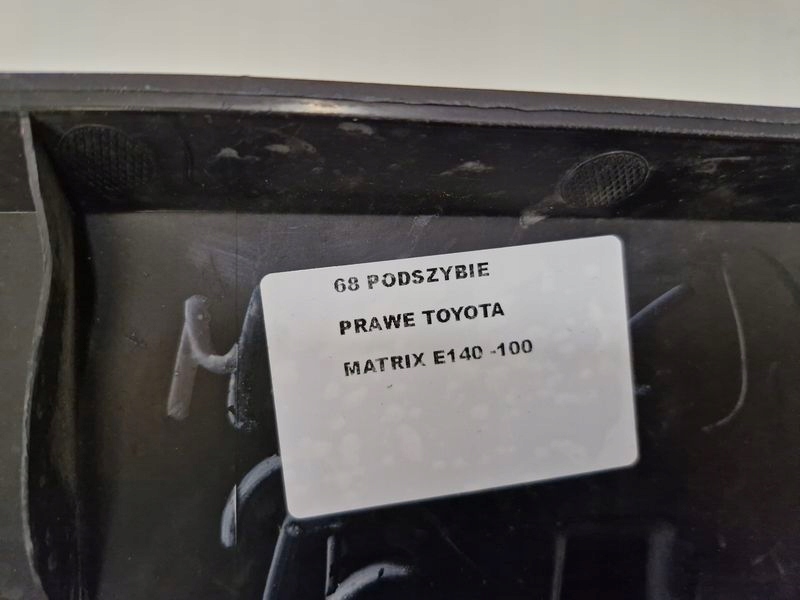 68 PODSZYBIE
PRAWE TOYOTA
MATRIX E140 -100